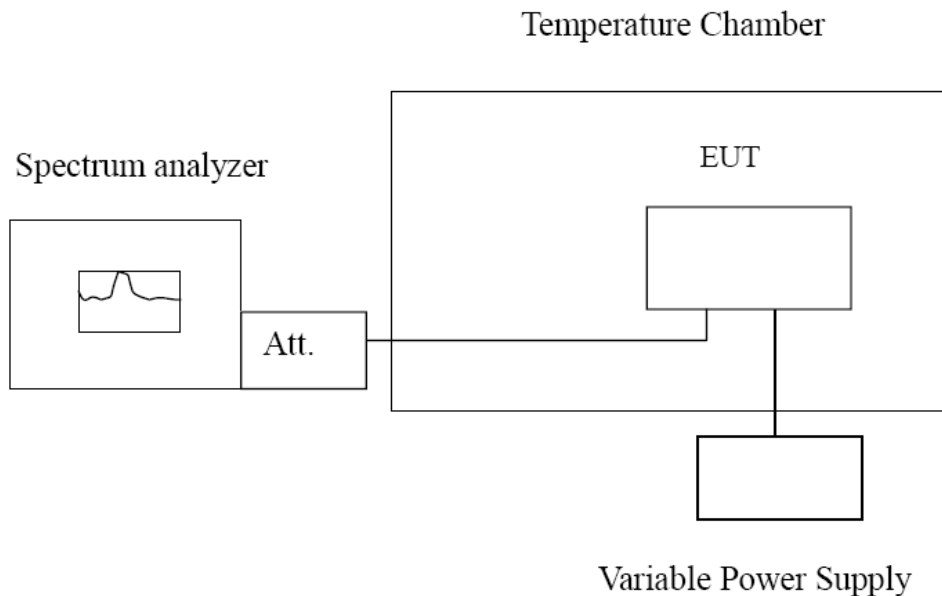 Temperature Chamber
Spectrum analyzer
EUT
Att.
Variable Power Supply